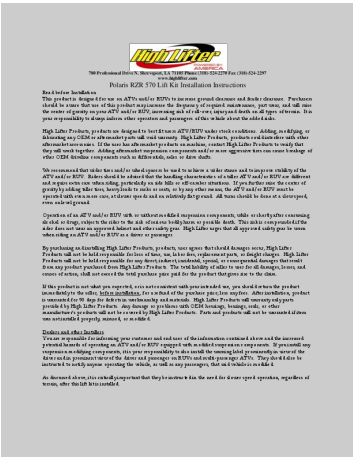 High Lifter
POWERED BY
AMERICA
780 Professional Drive N. Shreveport, LA 71105 Phone (318) 524-2270 Fax (318) 524-2297
www.highlifter.com
Polaris RZR 570 Lift Kit Installation Instructions
Read before Installation
This product is designed for use on ATVs and/or RUVs to increase ground clearance and fender clearance. Purchasers
should be aware that use of this product may increase the frequency of required maintenance, part wear, and will raise
the center of gravity on your ATV and/or RUV, increasing risk of roll-over, injury and death on all types of terrain. It is
your responsibility to always inform other operators and passengers of this vehicle about the added risks.
High Lifter Products, products are designed to best fit users ATV/RUV under stock conditions. Adding, modifying, or
fabricating any OEM or aftermarket parts will void warranty. High Lifter Products, products could interfere with other
aftermarket accessories. If the user has aftermarket products on machine, contact High Lifter Products to verify that
they will work together. Adding aftermarket suspension components and/or more aggressive tires can cause breakage of
other OEM driveline components such as differentials, axles or drive shafts.
We recommend that wider tires and/or wheel spacers be used to achieve a wider stance and to improve stability of the
ATV and/or RUV. Riders should be advised that the handling characteristics of a taller ATV and/or RUV are different
and require extra care when riding, particularly on side hills or off-camber situations. If you further raise the center of
gravity by adding taller tires, heavy loads to racks or seats, or by any other means, the ATV and/or RUV must be
operated with even more care, at slower speeds and on relatively flat ground. All turns should be done at a slow speed,
even on level ground.
Operation of an ATV and/or RUV with or without modified suspension components, while or shortly after consuming
alcohol or drugs, subjects the rider to the risk of serious bodily harm or possible death. This risk is compounded if the
rider does not wear an approved helmet and other safety gear. High Lifter urges that all approved safety gear be worn
when riding an ATV and/or RUV as a driver or passenger.
By purchasing and installing High Lifter Products, products, user agrees that should damages occur, High Lifter
Products will not be held responsible for loss of time, use, labor fees, replacement parts, or freight charges. High Lifter
Products will not be held responsible for any direct, indirect, incidental, special, or consequential damages that result
from any product purchased from High Lifter Products. The total liability of seller to user for all damages, losses, and
causes of action, shall not exceed the total purchase price paid for the product that gives rise to the claim.
If this product is not what you expected, or is not consistent with your intended use, you should return the product
immediately to the seller, before installation, for a refund of the purchase price, less any fees. After installation, product
is warranted for 90 days for defects in workmanship and materials. High Lifter Products will warranty only parts
provided by High Lifter Products. Any damage or problems with OEM housings, bearings, seals, or other
manufacturer's products will not be covered by High Lifter Products. Parts and products will not be warranted if item
was not installed properly, misused, or modified.
Dealers and other Installers
You are responsible for informing your customer and end user of the information contained above and the increased
potential hazards of operating an ATV and/or RUV equipped with modified suspension components. If you install any
suspension modifying components, it is your responsibility to also install the warning label prominently in view of the
driver and in prominent view of the driver and passenger on RUVs and multi-passenger ATVs. They should also be
instructed to notify anyone operating the vehicle, as well as any passengers, that said vehicle is modified.
As discussed above, it is critically important that they be instructed in the need for slower speed operation, regardless of
terrain, after this lift kit is installed.